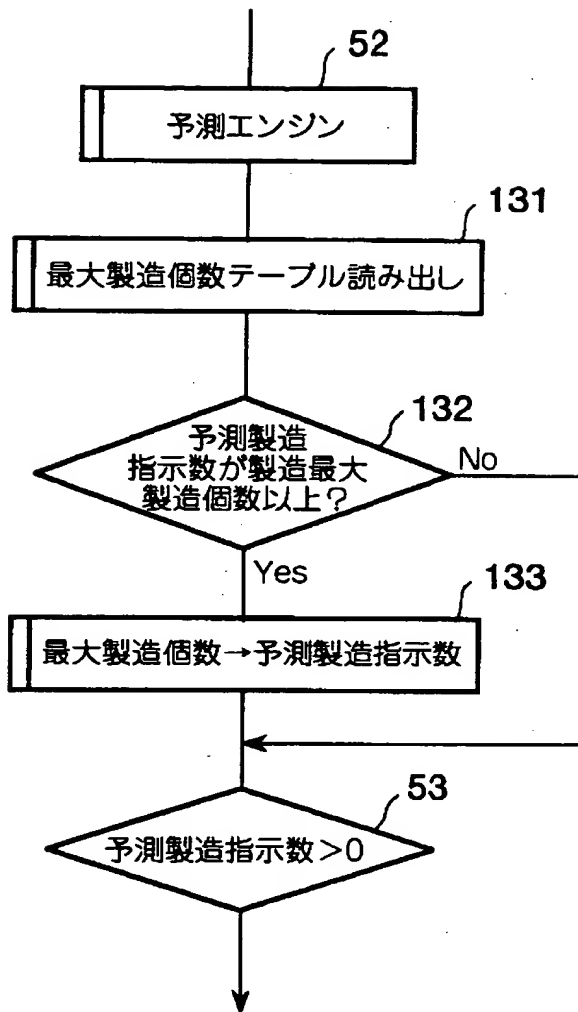 52
予測エンジン
131
最大製造個数テーブル読み出し
132
予測製造
指示数が製造最大
製造個数以上?
No
Yes
133
最大製造個数→予測製造指示数
53
予測製造指示数>0